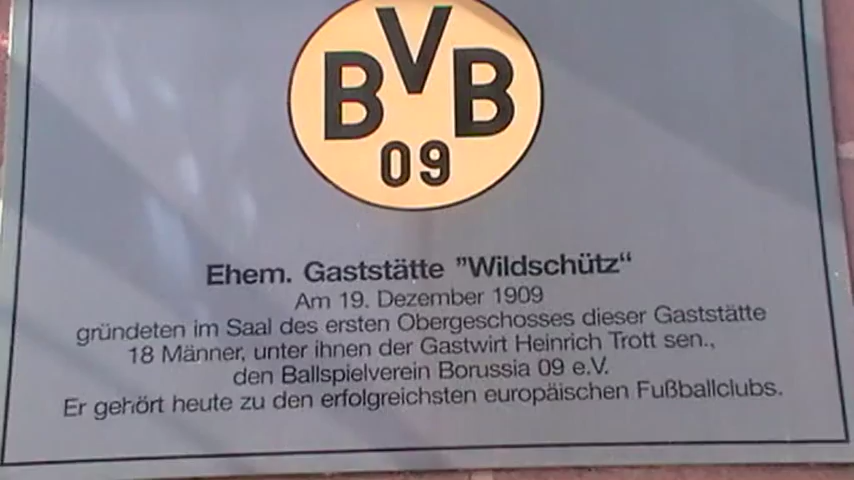 BVB
09
Ehem. Gaststätte "Wildschütz“
Am 19. Dezember 1909
gründeten im Saal des ersten Obergeschosses dieser Gaststätte
18 Männer, unter ihnen der Gastwirt Heinrich Trott sen.,
den Ballspielverein Borussia 09 e.V.
Er gehört heute zu den erfolgreichsten europäischen Fußballclubs.